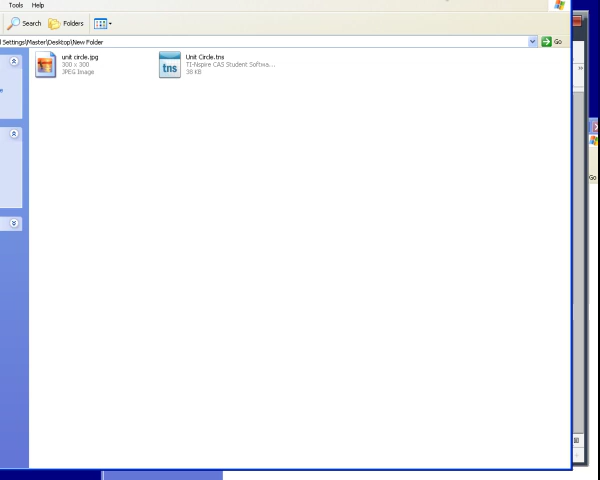 Tools Help
Search Folders
Settings\Master\Desktop\New Folder Go
unit circle.jpg
300 x 300
JPEG Image
Unit Circle.tns
TI-Nspire CAS Student Softwa...
38 KB
tns
Go